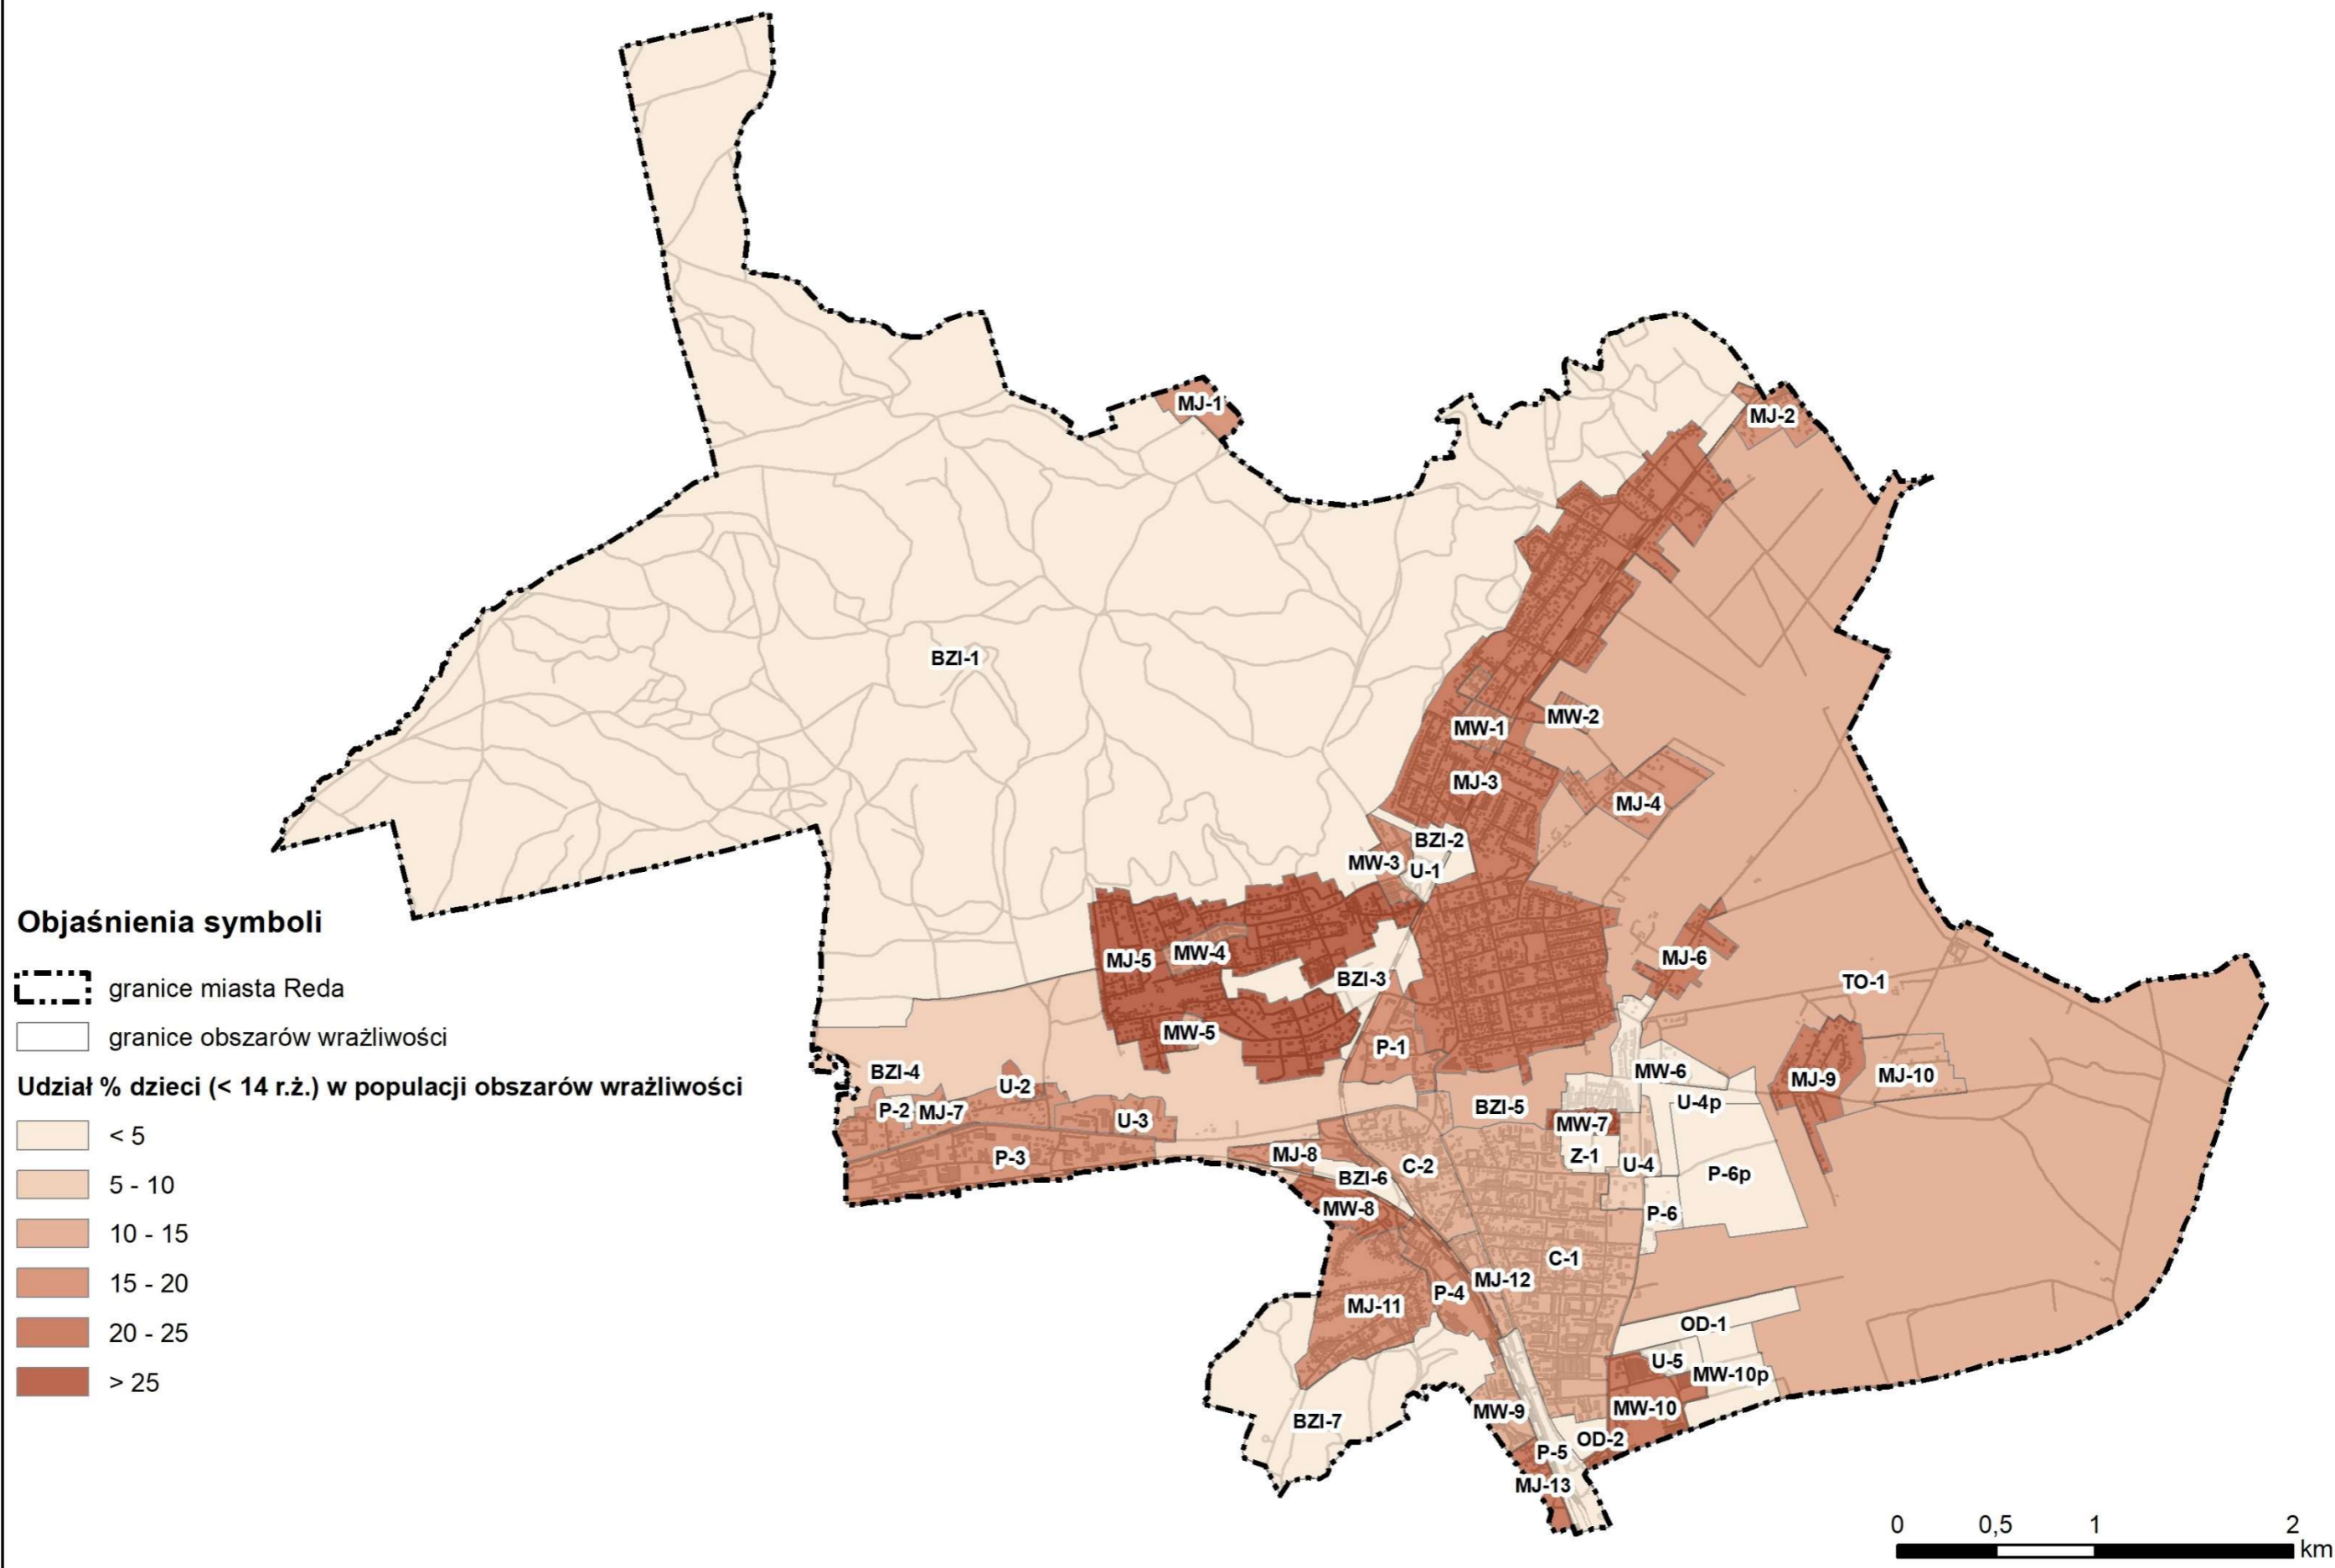 MJ-1
MJ-2
BZI-1
MW-1
MW-2
MJ-3
MJ-4
BZI-2
MW-3
U-1
MJ-5
MW-4
BZI-3
MJ-6
TO-1
MW-5
P-1
BZI-4
U-2
MW-6
MJ-9
MJ-10
P-2
MJ-7
U-3
BZI-5
U-4p
MW-7
P-3
MJ-8
C-2
Z-1
U-4
P-6p
BZI-6
MW-8
P-6
C-1
MJ-12
P-4
MJ-11
OD-1
U-5
MW-10p
BZI-7
MW-9
MW-10
OD-2
P-5
MJ-13
Objaśnienia symboli
granice miasta Reda
granice obszarów wrażliwości
Udział % dzieci (< 14 r.ż.) w populacji obszarów wrażliwości
< 5
5 - 10
10 - 15
15 - 20
20 - 25
> 25
0 0,5 1 2
km